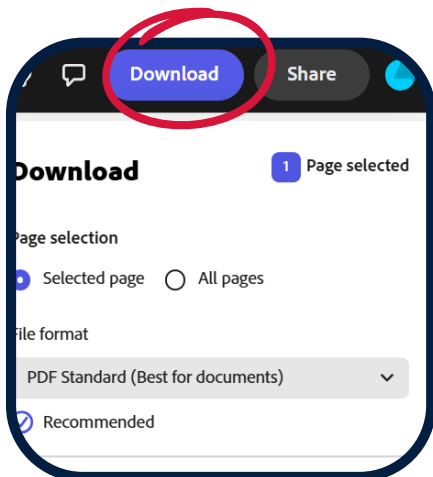 Download Share
Download 1 Page selected
Page selection
Selected page All pages
File format
PDF Standard (Best for documents)
Recommended